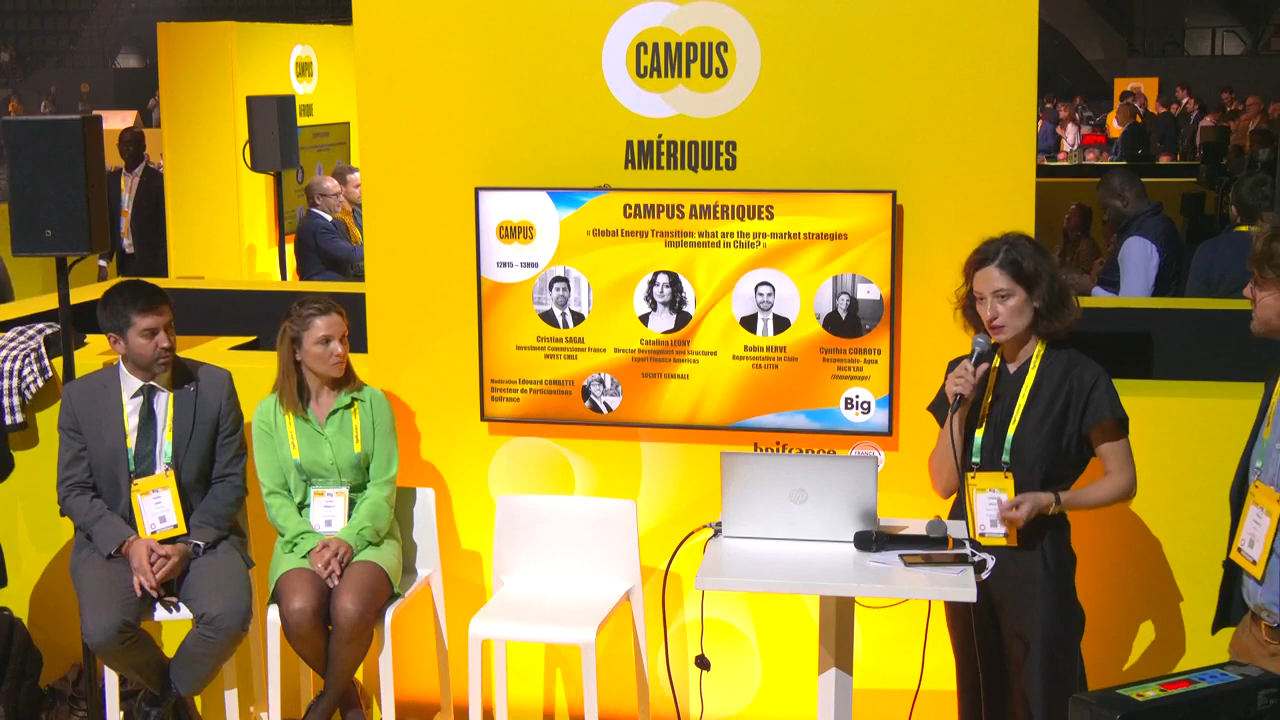 CAMPUS
AFRIQUE
CAMPUS
AMÉRIQUES
CAMPUS
12H15 – 13H00
CAMPUS AMÉRIQUES
« Global Energy Transition: what are the pro-market strategies
implemented in Chile? »
Cristian SAGAL
Investment Commissioner France
INVEST CHILE
Catalina LEONY
Director Development and Structured
Export Finance Americas
SOCIETE GENERALE
Robin HERVE
Representative in Chile
CEA-LITEN
Cynthia CORROTO
Responsable- Agua
MICH'EAU
(témoignage)
Modération Edouard COMBETTE
Directeur de Participations
Bpifrance
Big
bpifrance
FRANCE
hp